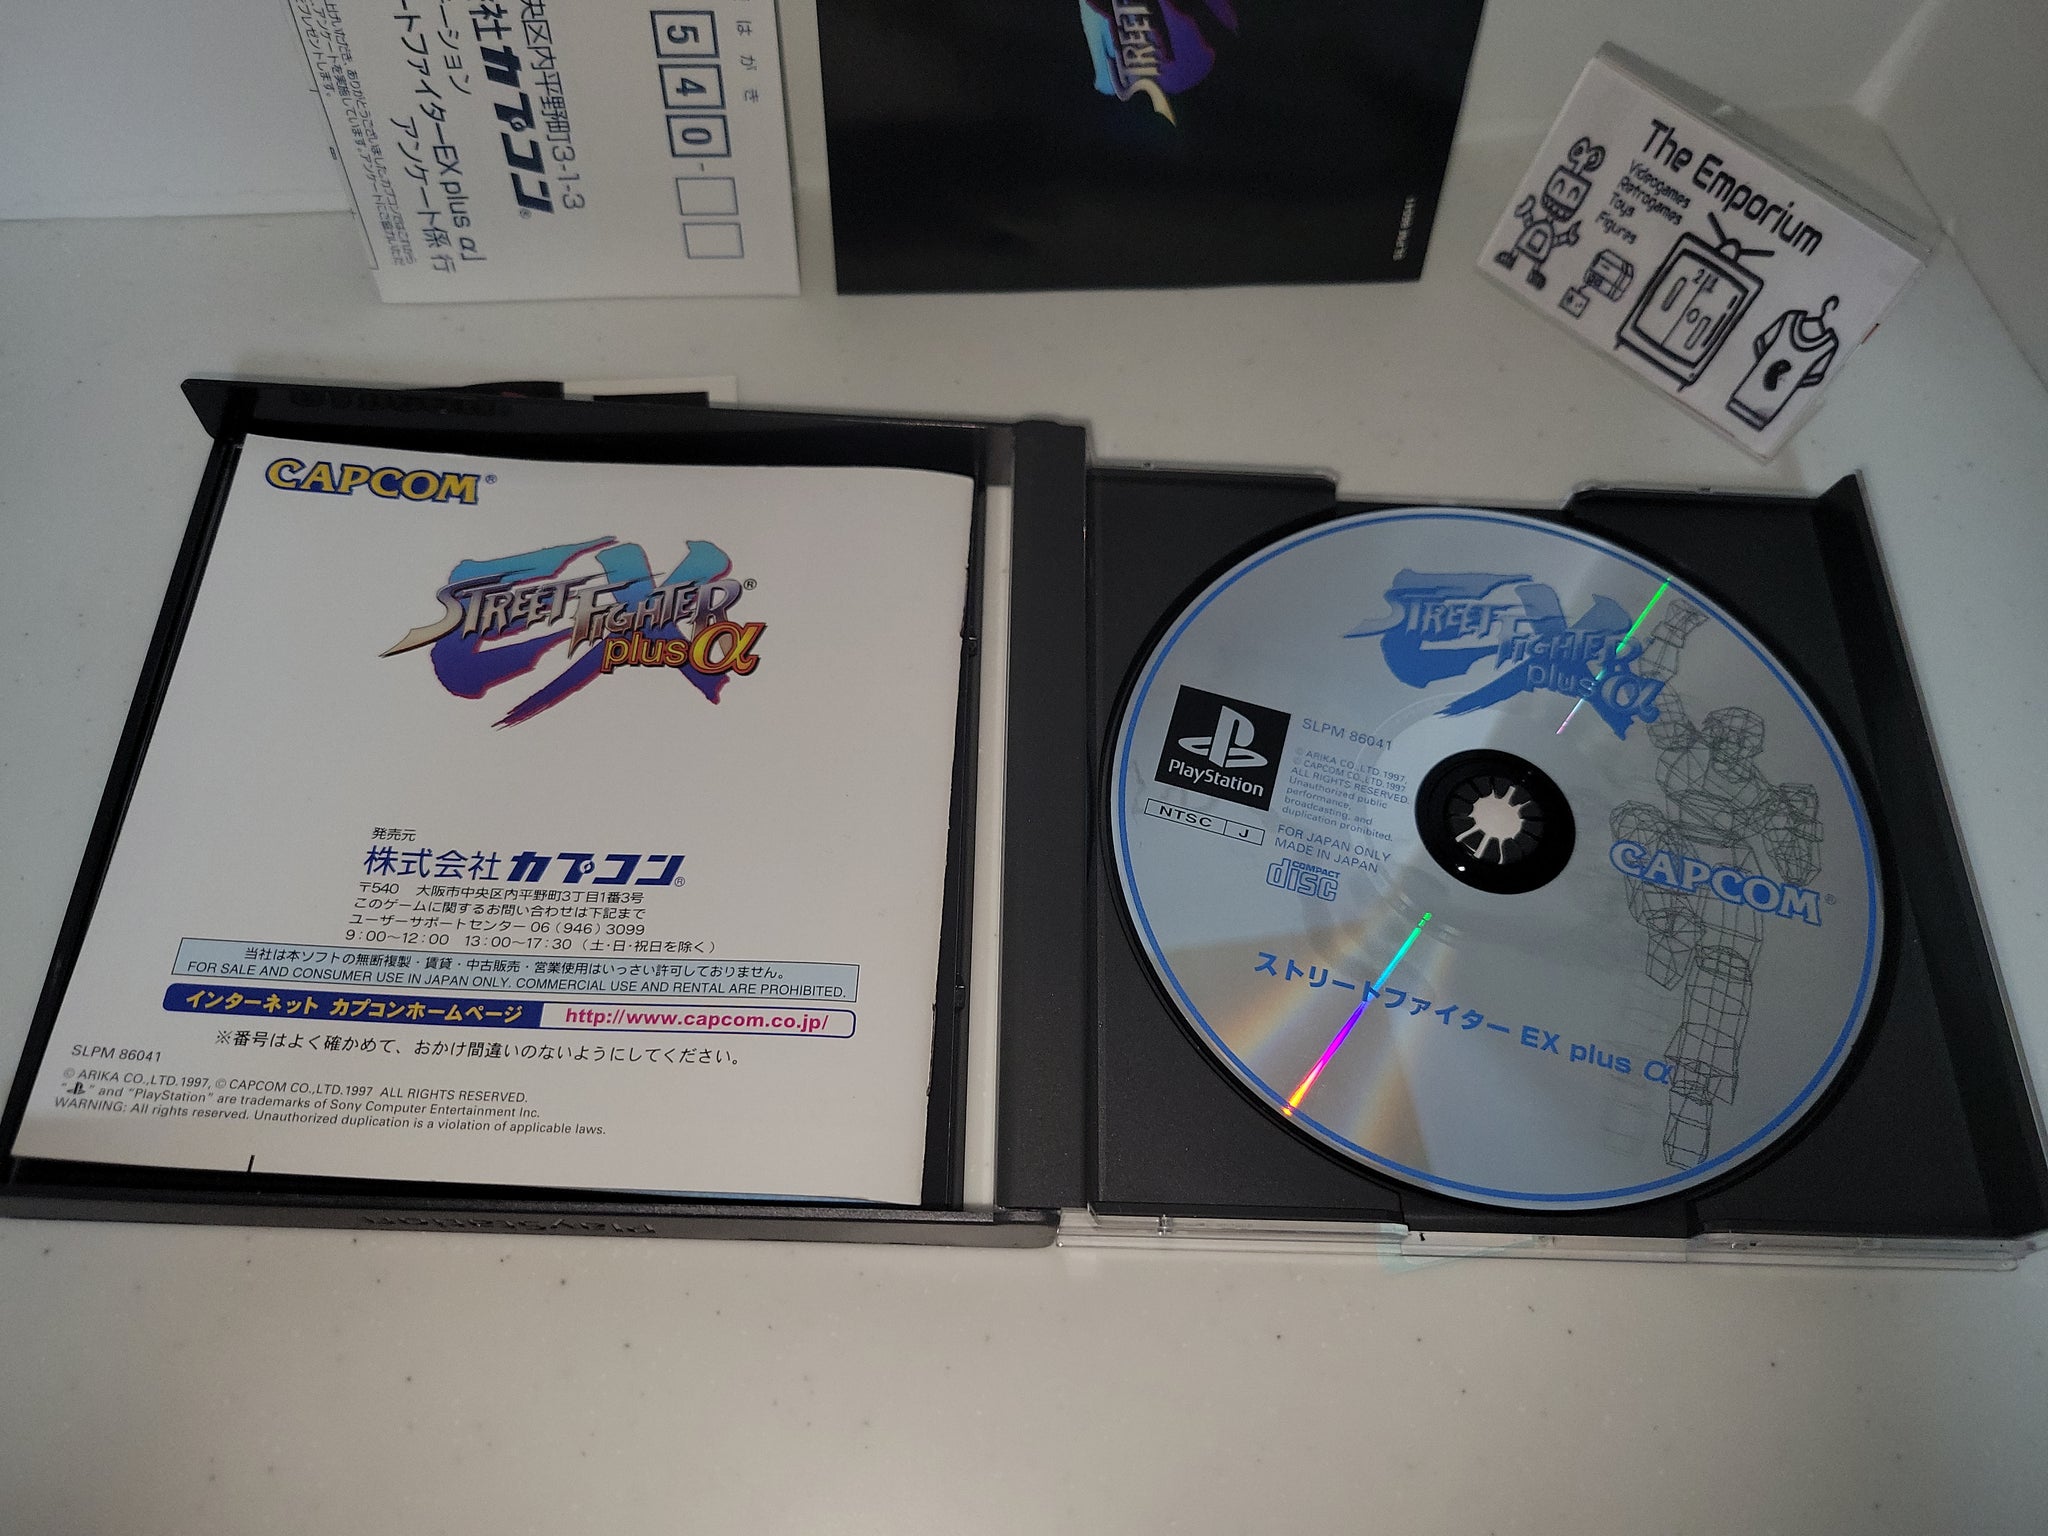 はがき
540-
央区内平野町3-1-3
社カプコン®
ーション
ートファイターEX plus α」
アンケート係 行
STREET FIGHTER
The Emporium
Videogames
Retrogames
Toys
Figures
21
CAPCOM®
STREET FIGHTER® EX
plus α
発売元
株式会社カプコン®
〒540 大阪市中央区内平野町3丁目1番3号
このゲームに関するお問い合わせは下記まで
ユーザーサポートセンター 06(946)3099
9:00〜12:00 13:00〜17:30(土・日・祝日を除く)
当社は本ソフトの無断複製・賃貸・中古販売・営業使用はいっさい許可しておりません。
FOR SALE AND CONSUMER USE IN JAPAN ONLY. COMMERCIAL USE AND RENTAL ARE PROHIBITED.
インターネット カプコンホームページ http://www.capcom.co.jp/
※番号はよく確かめて、おかけ間違いのないようにしてください。
SLPM 86041
© ARIKA CO.,LTD.1997, © CAPCOM CO.,LTD.1997 ALL RIGHTS RESERVED.
" " and "PlayStation" are trademarks of Sony Computer Entertainment Inc.
WARNING: All rights reserved. Unauthorized duplication is a violation of applicable laws.
PlayStation
STREET FIGHTER EX
plus α
PlayStation
NTSC J
SLPM 86041
© ARIKA CO.,LTD.1997,
© CAPCOM CO.,LTD.1997
ALL RIGHTS RESERVED.
Unauthorized public
performance,
broadcasting, and
duplication prohibited.
FOR JAPAN ONLY
MADE IN JAPAN
COMPACT
disc
CAPCOM®
ストリートファイター EX plus α